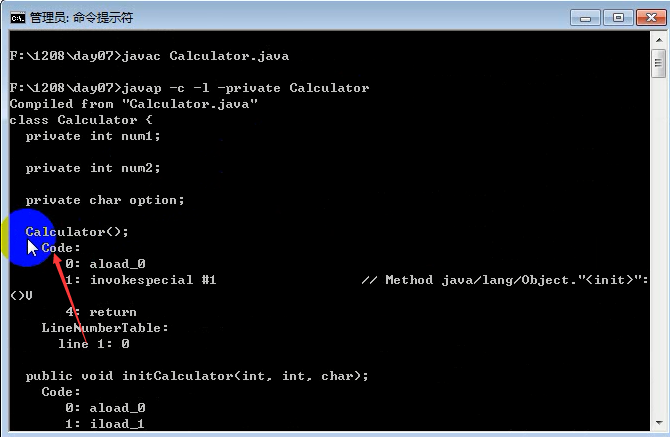 管理员: 命令提示符
F:\1208\day07>javac Calculator.java
F:\1208\day07>javap -c -l -private Calculator
Compiled from "Calculator.java"
class Calculator {
private int num1;
private int num2;
private char option;
Calculator();
Code:
0: aload_0
1: invokespecial #1 // Method java/lang/Object."<init>":
()V
4: return
LineNumberTable:
line 1: 0
public void initCalculator(int, int, char);
Code:
0: aload_0
1: iload_1